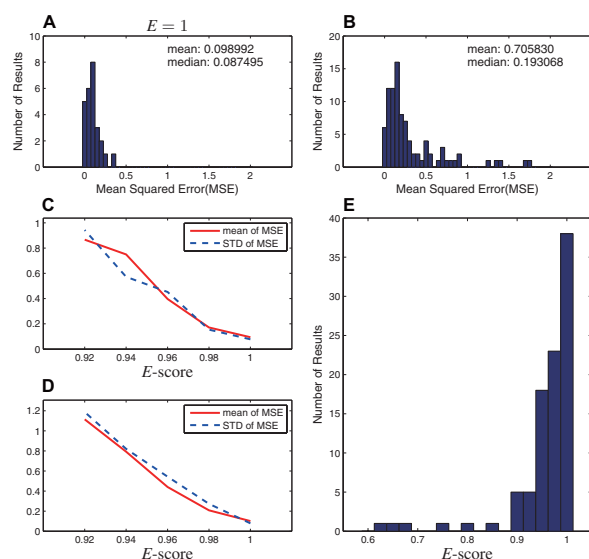 A
E = 1
mean: 0.098992
median: 0.087495
Number of Results
10
8
6
4
2
0
0
0.5
1
1.5
2
Mean Squared Error(MSE)
B
mean: 0.705830
median: 0.193068
Number of Results
20
15
10
5
0
0
0.5
1
1.5
2
Mean Squared Error(MSE)
C
mean of MSE
STD of MSE
1
0.8
0.6
0.4
0.2
0
0.92
0.94
0.96
0.98
1
E-score
D
mean of MSE
STD of MSE
1.2
1
0.8
0.6
0.4
0.2
0
0.92
0.94
0.96
0.98
1
E-score
E
Number of Results
40
35
30
25
20
15
10
5
0
0.6
0.7
0.8
0.9
1
E-score